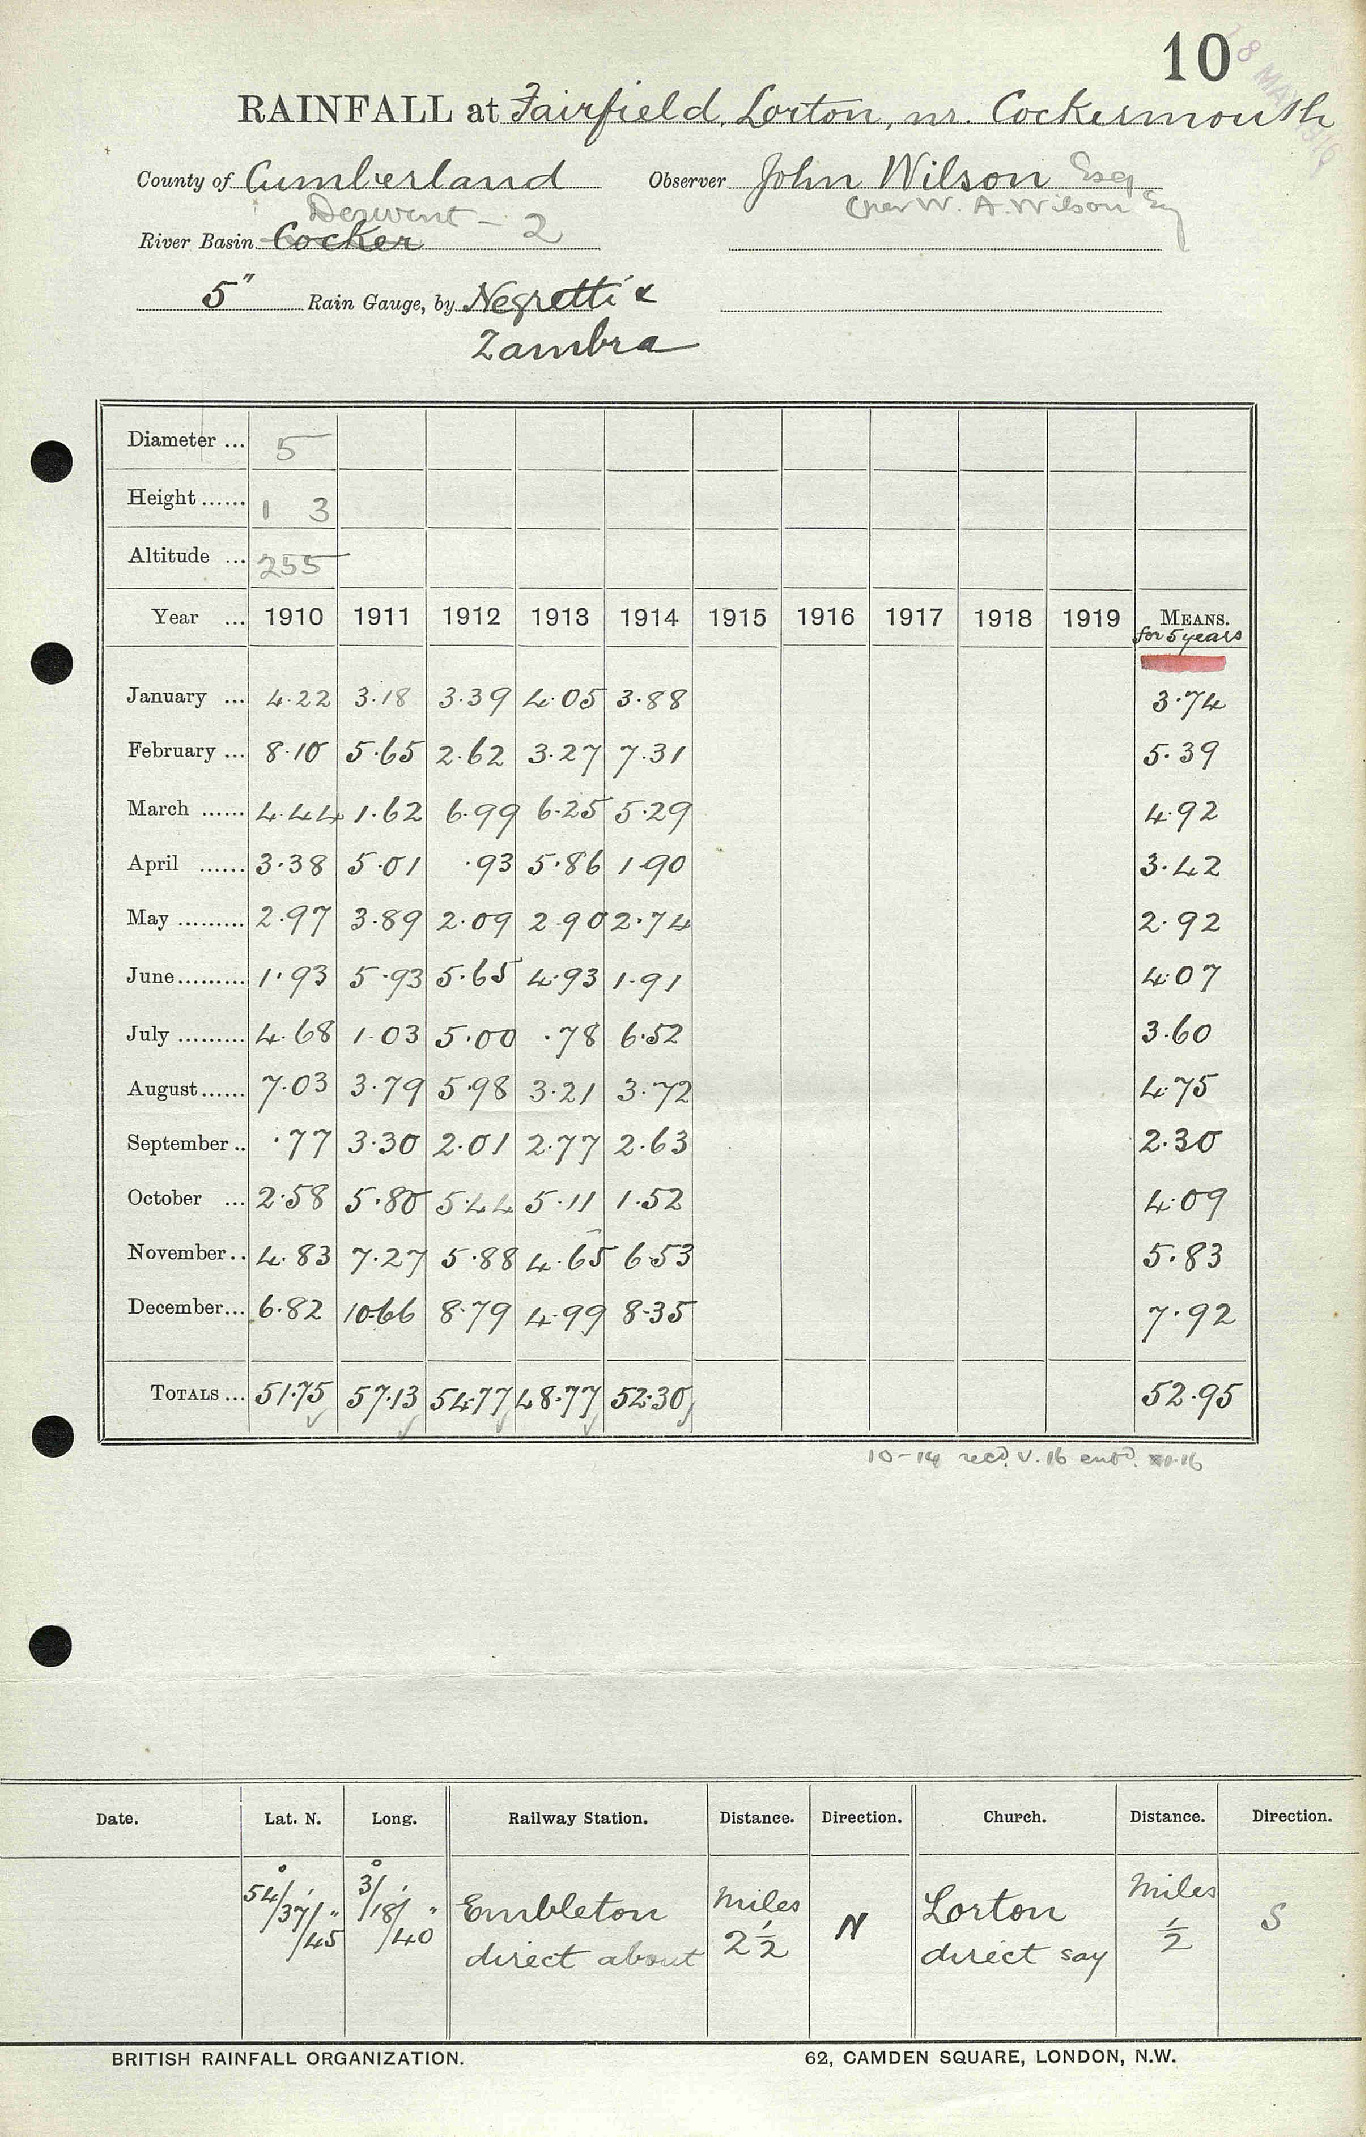 10
18 MAY 1916
RAINFALL at Fairfield, Lorton, nr. Cockermouth
County of Cumberland Observer John Wilson Esq
Derwent - 2 (per W. A. Wilson Esq
River Basin Cocker
5" Rain Gauge, by Negretti &
Zambra
Diameter ... 5
Height ...... 1 3
Altitude ... 255
Year ... 1910 1911 1912 1913 1914 1915 1916 1917 1918 1919 MEANS.
for 5 years
January ... 4.22 3.18 3.39 4.05 3.88 3.74
February ... 8.10 5.65 2.62 3.27 7.31 5.39
March ...... 4.44 1.62 6.99 6.25 5.29 4.92
April ...... 3.38 5.01 .93 5.86 1.90 3.42
May ......... 2.97 3.89 2.09 2.90 2.74 2.92
June ......... 1.93 5.93 5.65 4.93 1.91 4.07
July ......... 4.68 1.03 5.00 .78 6.52 3.60
August ...... 7.03 3.79 5.98 3.21 3.72 4.75
September .. .77 3.30 2.01 2.77 2.63 2.30
October ... 2.58 5.80 5.44 5.11 1.52 4.09
November .. 4.83 7.27 5.88 4.65 6.53 5.83
December ... 6.82 10.66 8.79 4.99 8.35 7.92
TOTALS ... 51.75 57.13 54.77 48.77 52.30 52.95
10-14 recd. V.16 entd.
Date. Lat. N. Long. Railway Station. Distance. Direction. Church. Distance. Direction.
54°/37'/45" 3°/18'/40" Embleton Miles N Lorton Miles S
direct about 2½ direct say ½
BRITISH RAINFALL ORGANIZATION. 62, CAMDEN SQUARE, LONDON, N.W.